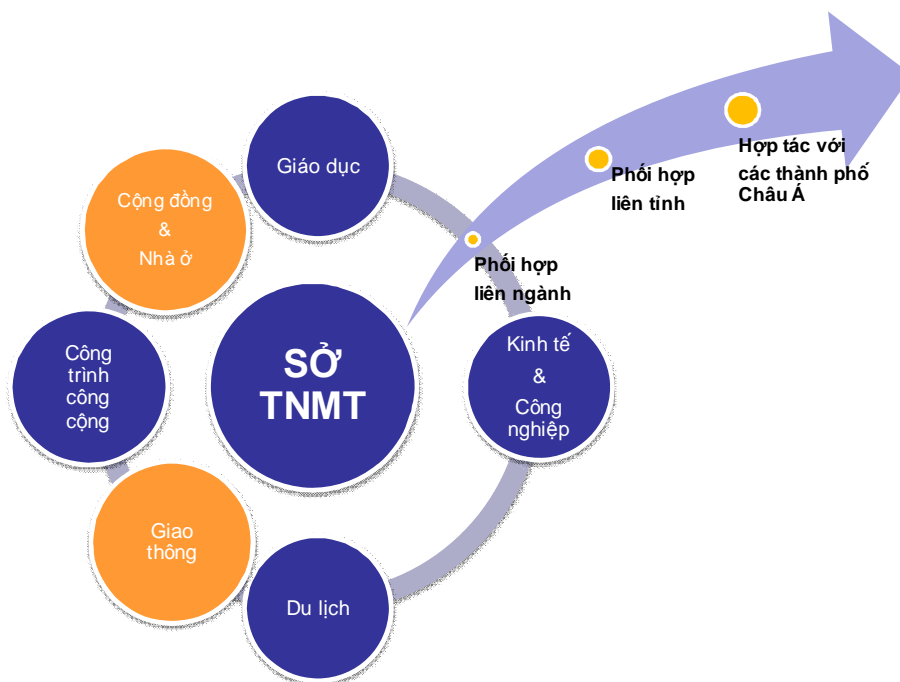 Giáo dục
Cộng đồng
&
Nhà ở
Công
trình
công
cộng
Giao
thông
Du lịch
Kinh tế
&
Công
nghiệp
SỞ
TNMT
Phối hợp
liên ngành
Phối hợp
liên tỉnh
Hợp tác với
các thành phố
Châu Á